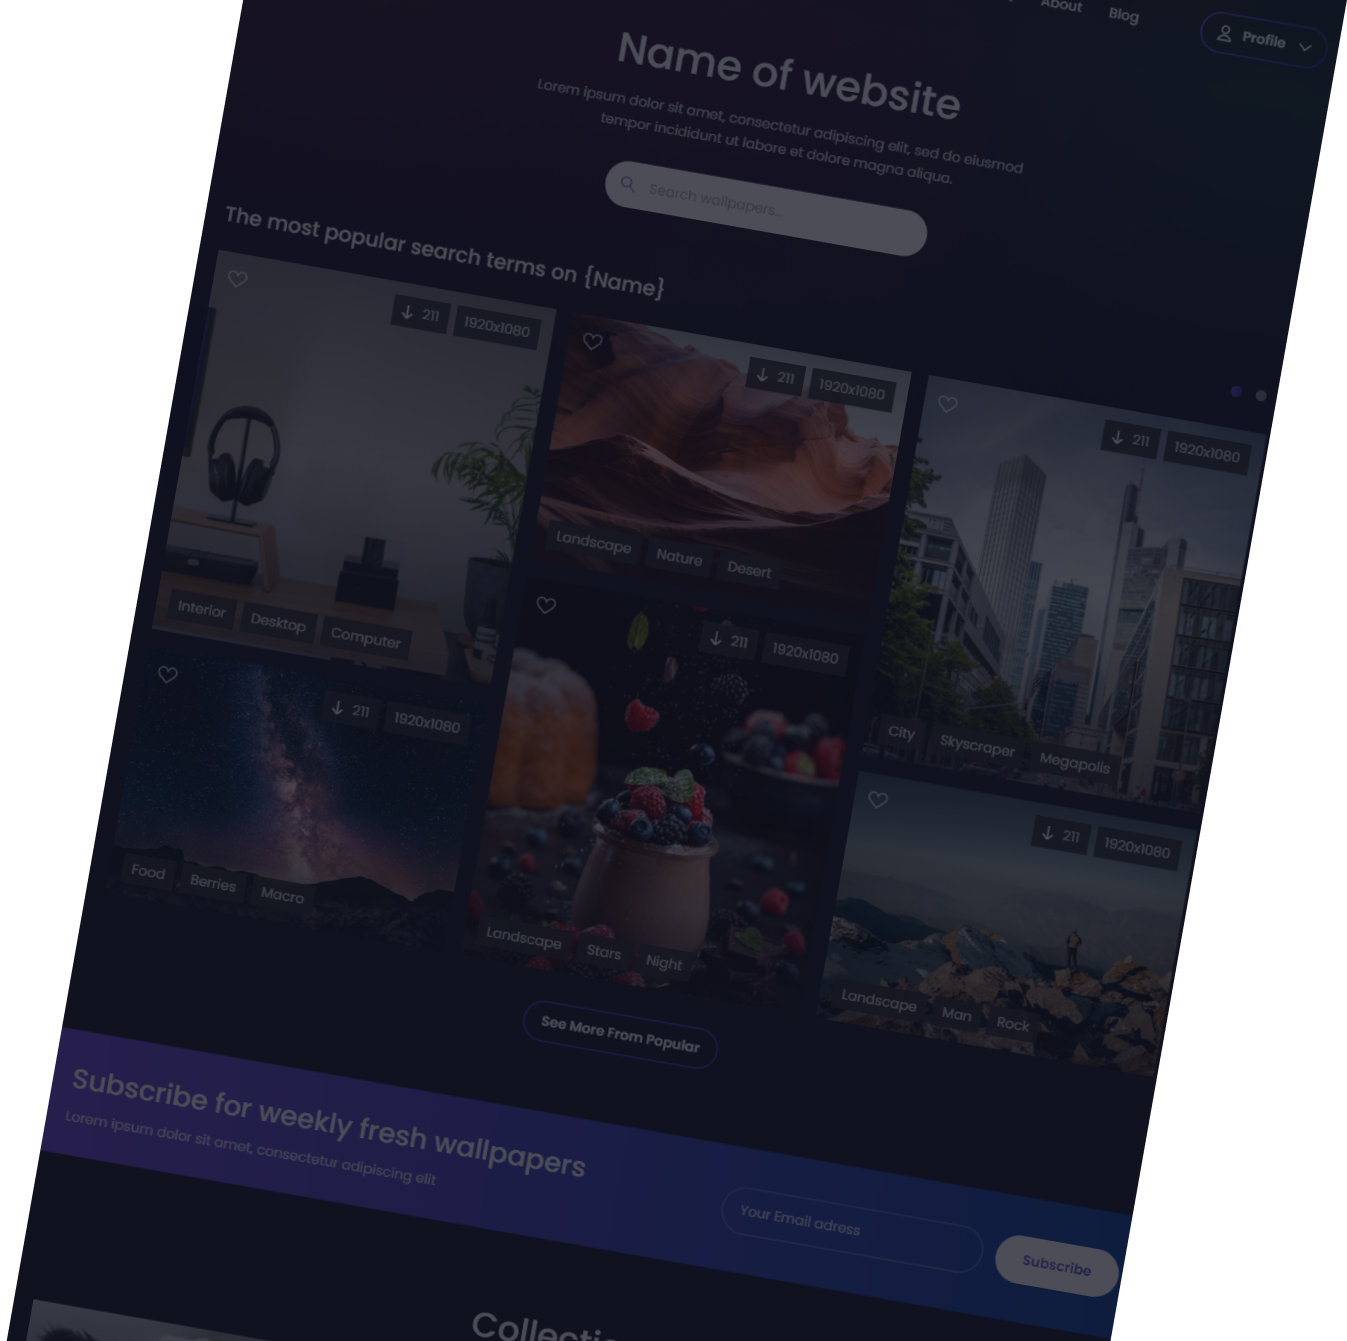 About
Blog
Profile
Name of website
Lorem ipsum dolor sit amet, consectetur adipiscing elit, sed do eiusmod
tempor incididunt ut labore et dolore magna aliqua.
Search wallpapers...
The most popular search terms on {Name}
211
1920x1080
Interior
Desktop
Computer
211
1920x1080
Landscape
Nature
Desert
211
1920x1080
City
Skyscraper
Megapolis
211
1920x1080
Food
Berries
Macro
211
1920x1080
Landscape
Stars
Night
211
1920x1080
Landscape
Man
Rock
See More From Popular
Subscribe for weekly fresh wallpapers
Lorem ipsum dolor sit amet, consectetur adipiscing elit
Your Email adress
Subscribe